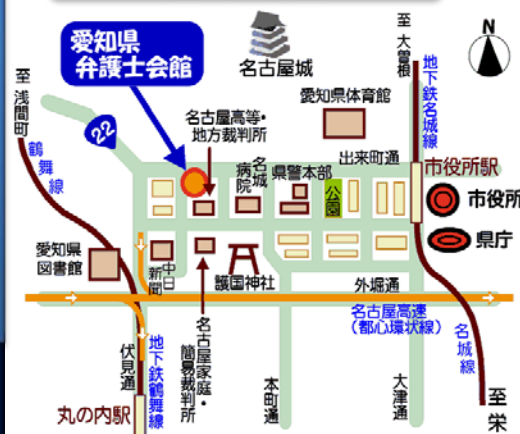 愛知県
弁護士会館
名古屋城
N
至 大曽根
地下鉄名城線
至 浅間町
鶴舞線
22
名古屋高等・
地方裁判所
愛知県体育館
出来町通
名城
病院
県警本部
公園
市役所駅
市役所
県庁
愛知県
図書館
中日
新聞
護国神社
外堀通
名古屋高速
(都心環状線)
名古屋家庭・
簡易裁判所
伏見通
地下鉄鶴舞線
本町通
大津通
名城線
丸の内駅
至 栄